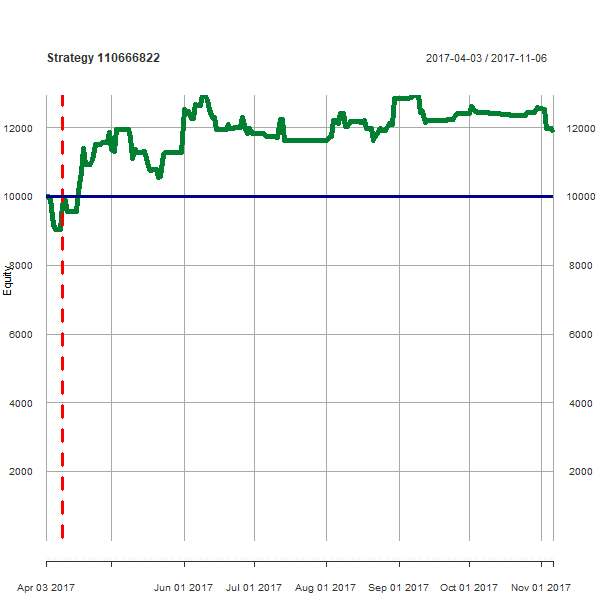 Strategy 110666822
2017-04-03 / 2017-11-06
12000
12000
10000
10000
8000
8000
Equity
6000
6000
4000
4000
2000
2000
Apr 03 2017
Jun 01 2017
Jul 01 2017
Aug 01 2017
Sep 01 2017
Oct 01 2017
Nov 01 2017